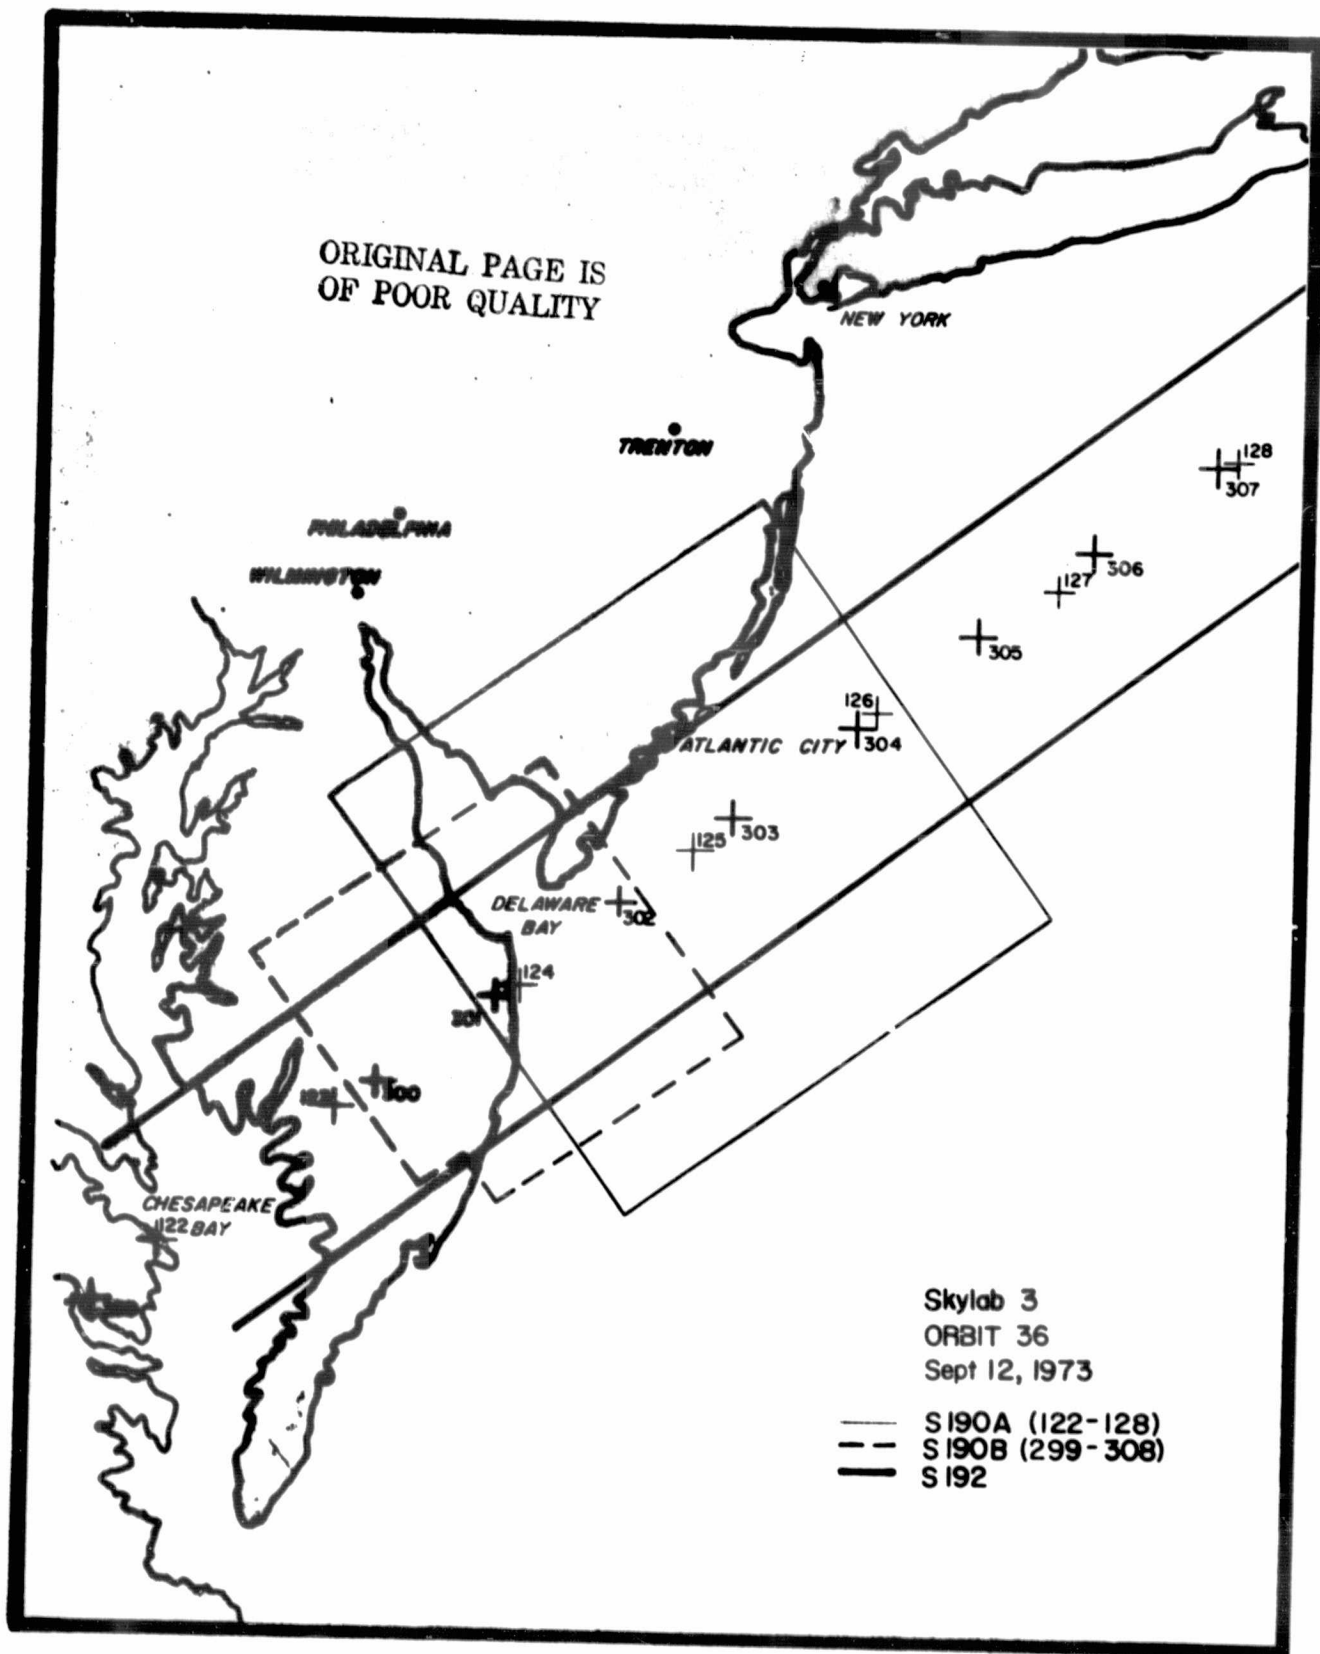 ORIGINAL PAGE IS
OF POOR QUALITY
NEW YORK
TRENTON
128
307
PHILADELPHIA
306
WILMINGTON
127
305
126
ATLANTIC CITY
304
303
125
DELAWARE
302
BAY
124
301
123
CHESAPEAKE
122 BAY
Skylab 3
ORBIT 36
Sept 12, 1973
S190A (122-128)
S190B (299-308)
S192